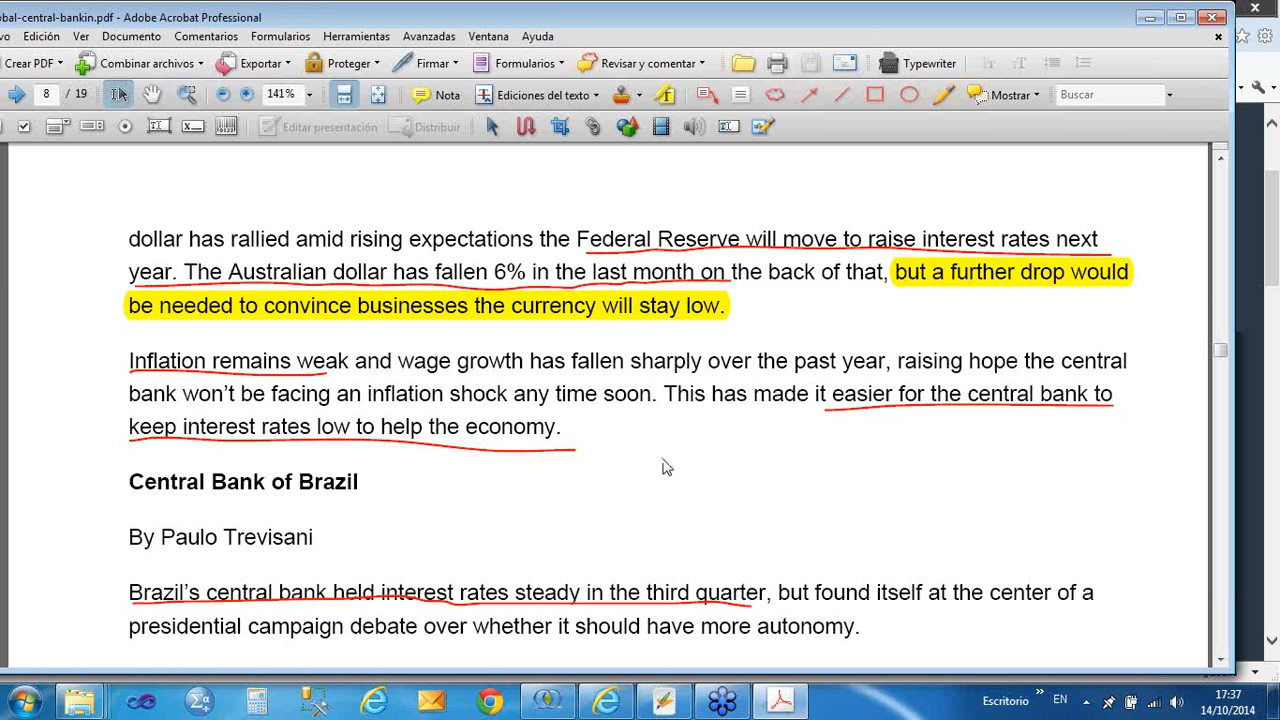 bal-central-bankin.pdf - Adobe Acrobat Professional
vo Edición Ver Documento Comentarios Formularios Herramientas Avanzadas Ventana Ayuda
Crear PDF Combinar archivos Exportar Proteger Firmar Formularios Revisar y comentar Typewriter
8 / 19 141% Nota Ediciones del texto Mostrar Buscar
Editar presentación Distribuir
dollar has rallied amid rising expectations the Federal Reserve will move to raise interest rates next
year. The Australian dollar has fallen 6% in the last month on the back of that, but a further drop would
be needed to convince businesses the currency will stay low.
Inflation remains weak and wage growth has fallen sharply over the past year, raising hope the central
bank won’t be facing an inflation shock any time soon. This has made it easier for the central bank to
keep interest rates low to help the economy.
Central Bank of Brazil
By Paulo Trevisani
Brazil’s central bank held interest rates steady in the third quarter, but found itself at the center of a
presidential campaign debate over whether it should have more autonomy.
Escritorio EN 17:37
14/10/2014